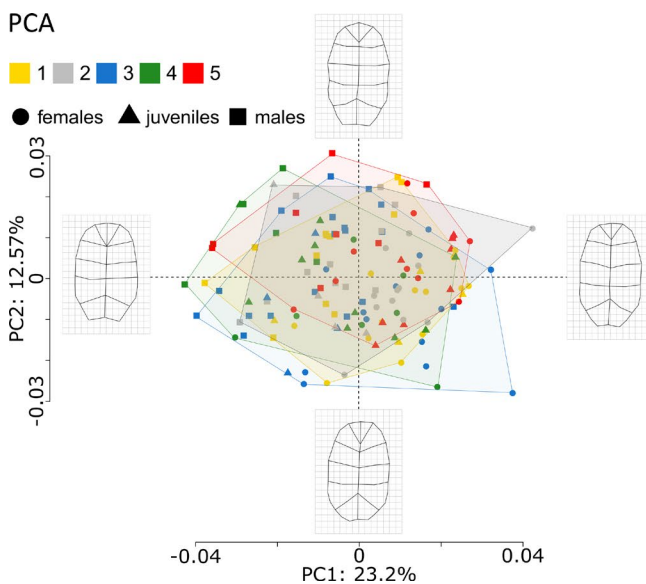 PCA
1 2 3 4 5
females juveniles males
0.03
0
-0.03
PC2: 12.57%
-0.04 0 0.04
PC1: 23.2%